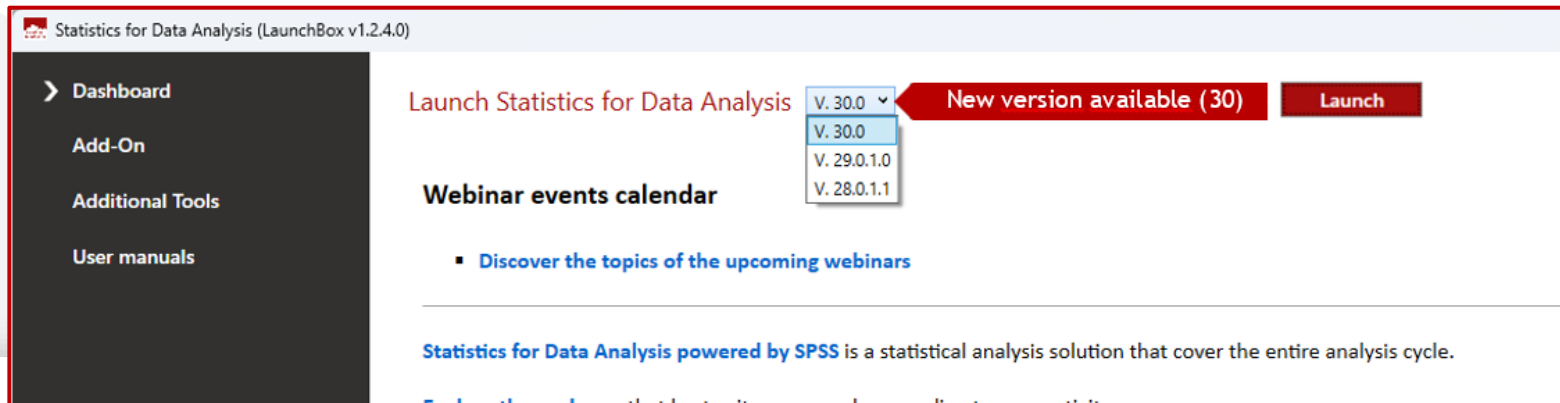 Statistics for Data Analysis (LaunchBox v1.2.4.0)
Dashboard
Add-On
Additional Tools
User manuals
Launch Statistics for Data Analysis V. 30.0 New version available (30) Launch
V. 30.0
V. 29.0.1.0
V. 28.0.1.1
Webinar events calendar
▪ Discover the topics of the upcoming webinars
Statistics for Data Analysis powered by SPSS is a statistical analysis solution that cover the entire analysis cycle.